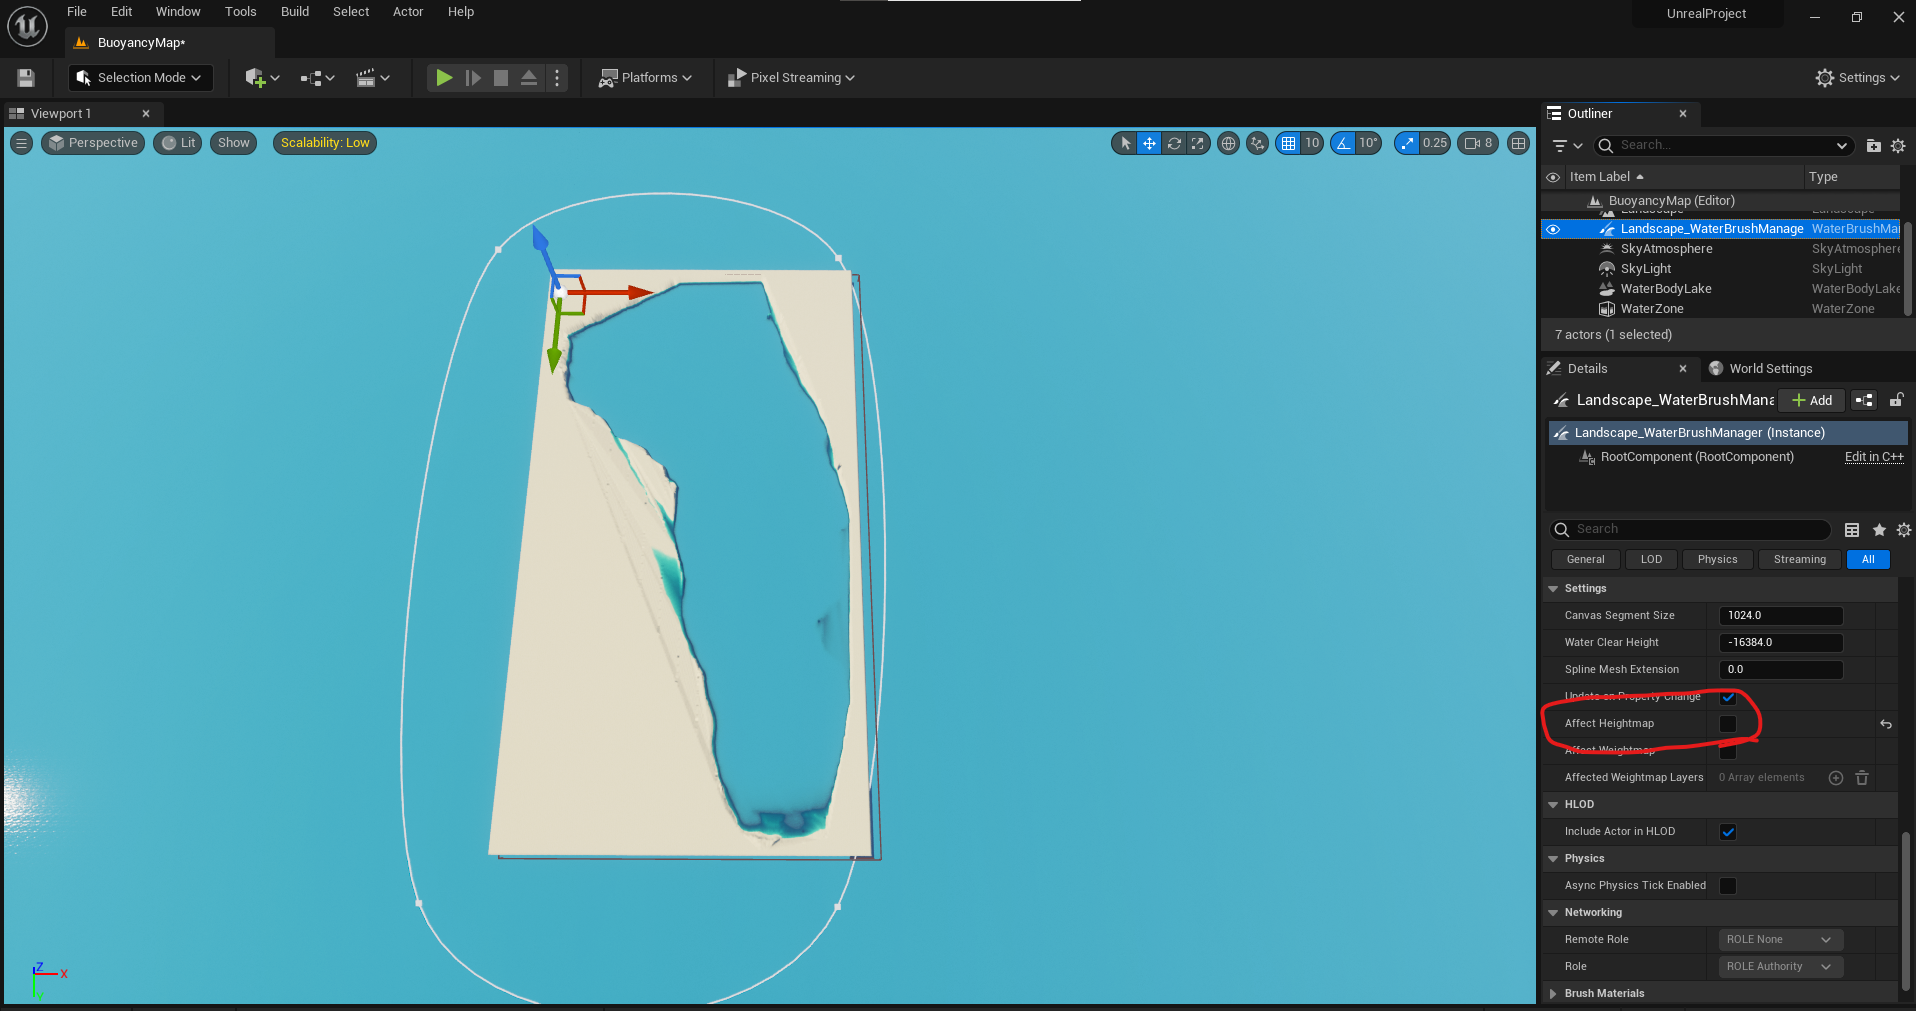 File Edit Window Tools Build Select Actor Help
UnrealProject
BuoyancyMap*
Selection Mode
Platforms
Pixel Streaming
Settings
Viewport 1
Outliner
Perspective
Lit
Show
Scalability: Low
10
10°
0.25
8
Search...
Item Label
Type
BuoyancyMap (Editor)
Landscape Landscape
Landscape_WaterBrushManage WaterBrushMan
SkyAtmosphere SkyAtmosphere
SkyLight SkyLight
WaterBodyLake WaterBodyLake
WaterZone WaterZone
7 actors (1 selected)
Details
World Settings
Landscape_WaterBrushMana
Add
Landscape_WaterBrushManager (Instance)
RootComponent (RootComponent)
Edit in C++
Search
General LOD Physics Streaming All
Settings
Canvas Segment Size 1024.0
Water Clear Height -16384.0
Spline Mesh Extension 0.0
Update on Property Change
Affect Heightmap
Affect Weightmap
Affected Weightmap Layers 0 Array elements
HLOD
Include Actor in HLOD
Physics
Async Physics Tick Enabled
Networking
Remote Role ROLE None
Role ROLE Authority
Brush Materials
Z
X
Y